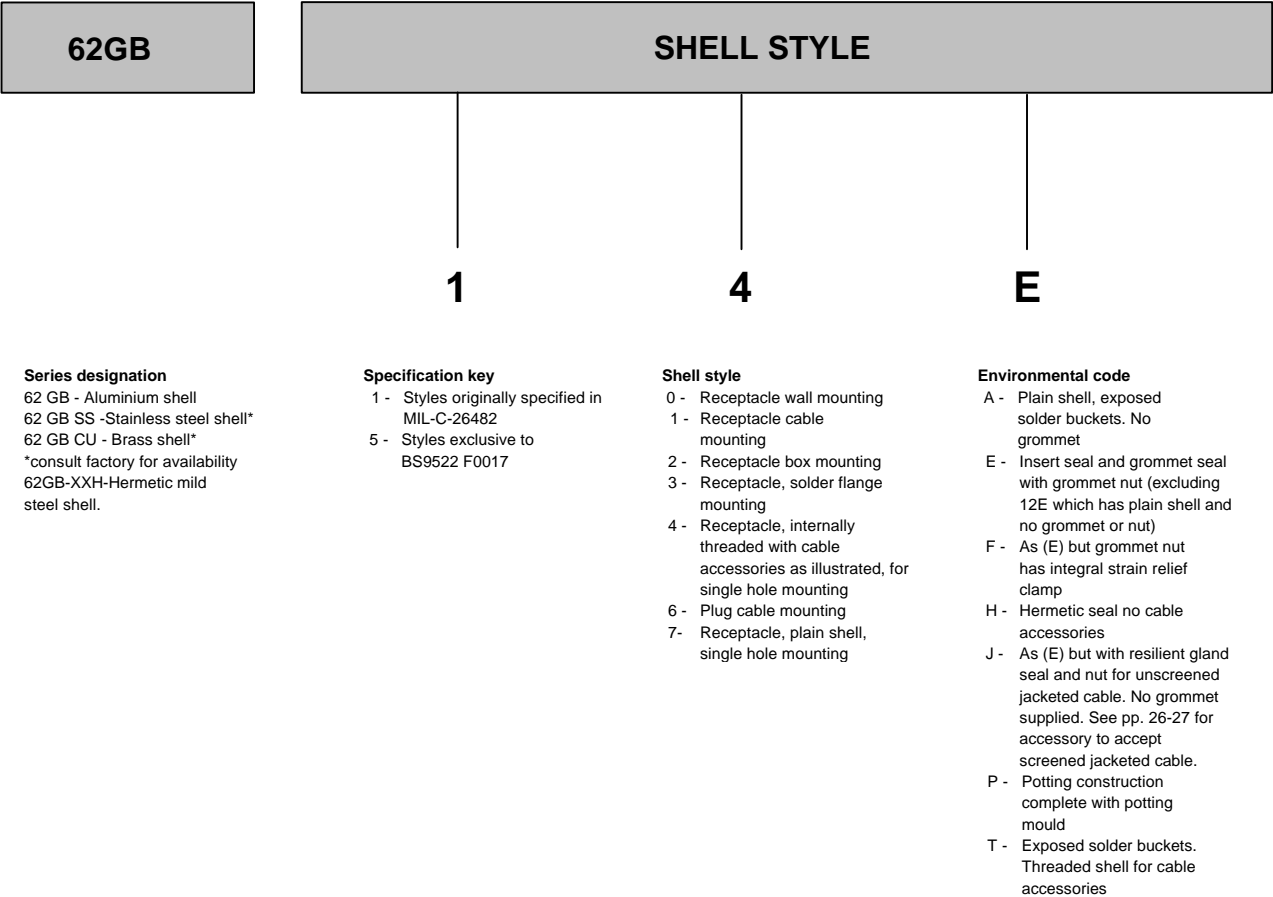 62GB
SHELL STYLE
1
4
E
Series designation
62 GB - Aluminium shell
62 GB SS -Stainless steel shell*
62 GB CU - Brass shell*
*consult factory for availability
62GB-XXH-Hermetic mild
steel shell.
Specification key
1 - Styles originally specified in
MIL-C-26482
5 - Styles exclusive to
BS9522 F0017
Shell style
0 - Receptacle wall mounting
1 - Receptacle cable
mounting
2 - Receptacle box mounting
3 - Receptacle, solder flange
mounting
4 - Receptacle, internally
threaded with cable
accessories as illustrated, for
single hole mounting
6 - Plug cable mounting
7- Receptacle, plain shell,
single hole mounting
Environmental code
A - Plain shell, exposed
solder buckets. No
grommet
E - Insert seal and grommet seal
with grommet nut (excluding
12E which has plain shell and
no grommet or nut)
F - As (E) but grommet nut
has integral strain relief
clamp
H - Hermetic seal no cable
accessories
J - As (E) but with resilient gland
seal and nut for unscreened
jacketed cable. No grommet
supplied. See pp. 26-27 for
accessory to accept
screened jacketed cable.
P - Potting construction
complete with potting
mould
T - Exposed solder buckets.
Threaded shell for cable
accessories